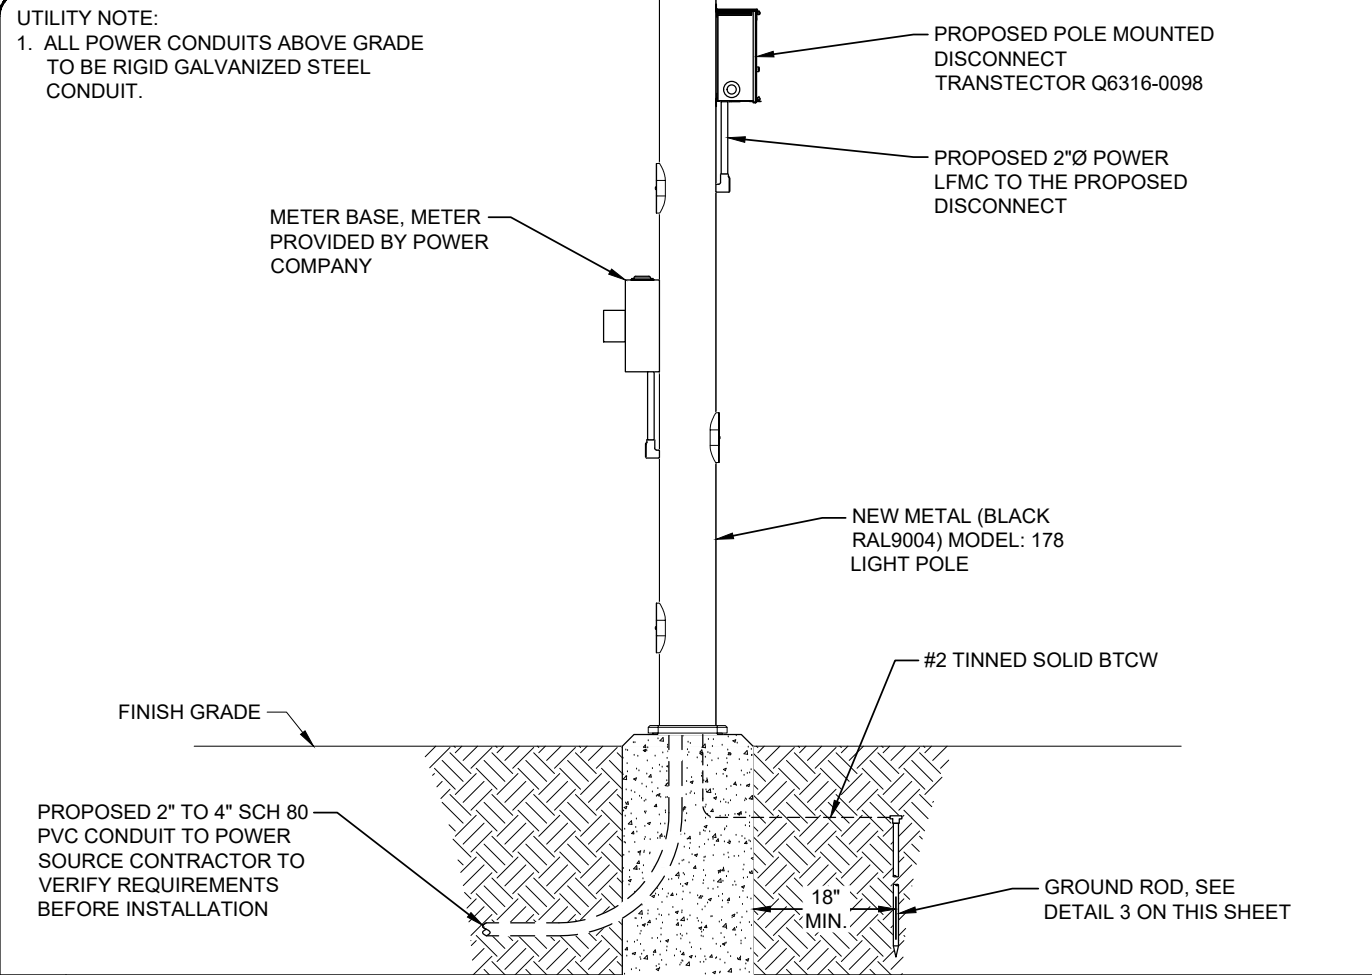 UTILITY NOTE:
1. ALL POWER CONDUITS ABOVE GRADE
TO BE RIGID GALVANIZED STEEL
CONDUIT.
PROPOSED POLE MOUNTED
DISCONNECT
TRANSTECTOR Q6316-0098
PROPOSED 2"Ø POWER
LFMC TO THE PROPOSED
DISCONNECT
METER BASE, METER
PROVIDED BY POWER
COMPANY
NEW METAL (BLACK
RAL9004) MODEL: 178
LIGHT POLE
#2 TINNED SOLID BTCW
FINISH GRADE
PROPOSED 2" TO 4" SCH 80
PVC CONDUIT TO POWER
SOURCE CONTRACTOR TO
VERIFY REQUIREMENTS
BEFORE INSTALLATION
18"
MIN.
GROUND ROD, SEE
DETAIL 3 ON THIS SHEET